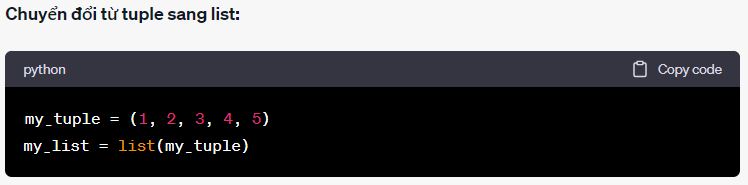 Chuyển đổi từ tuple sang list:
python
Copy code
my_tuple = (1, 2, 3, 4, 5)
my_list = list(my_tuple)